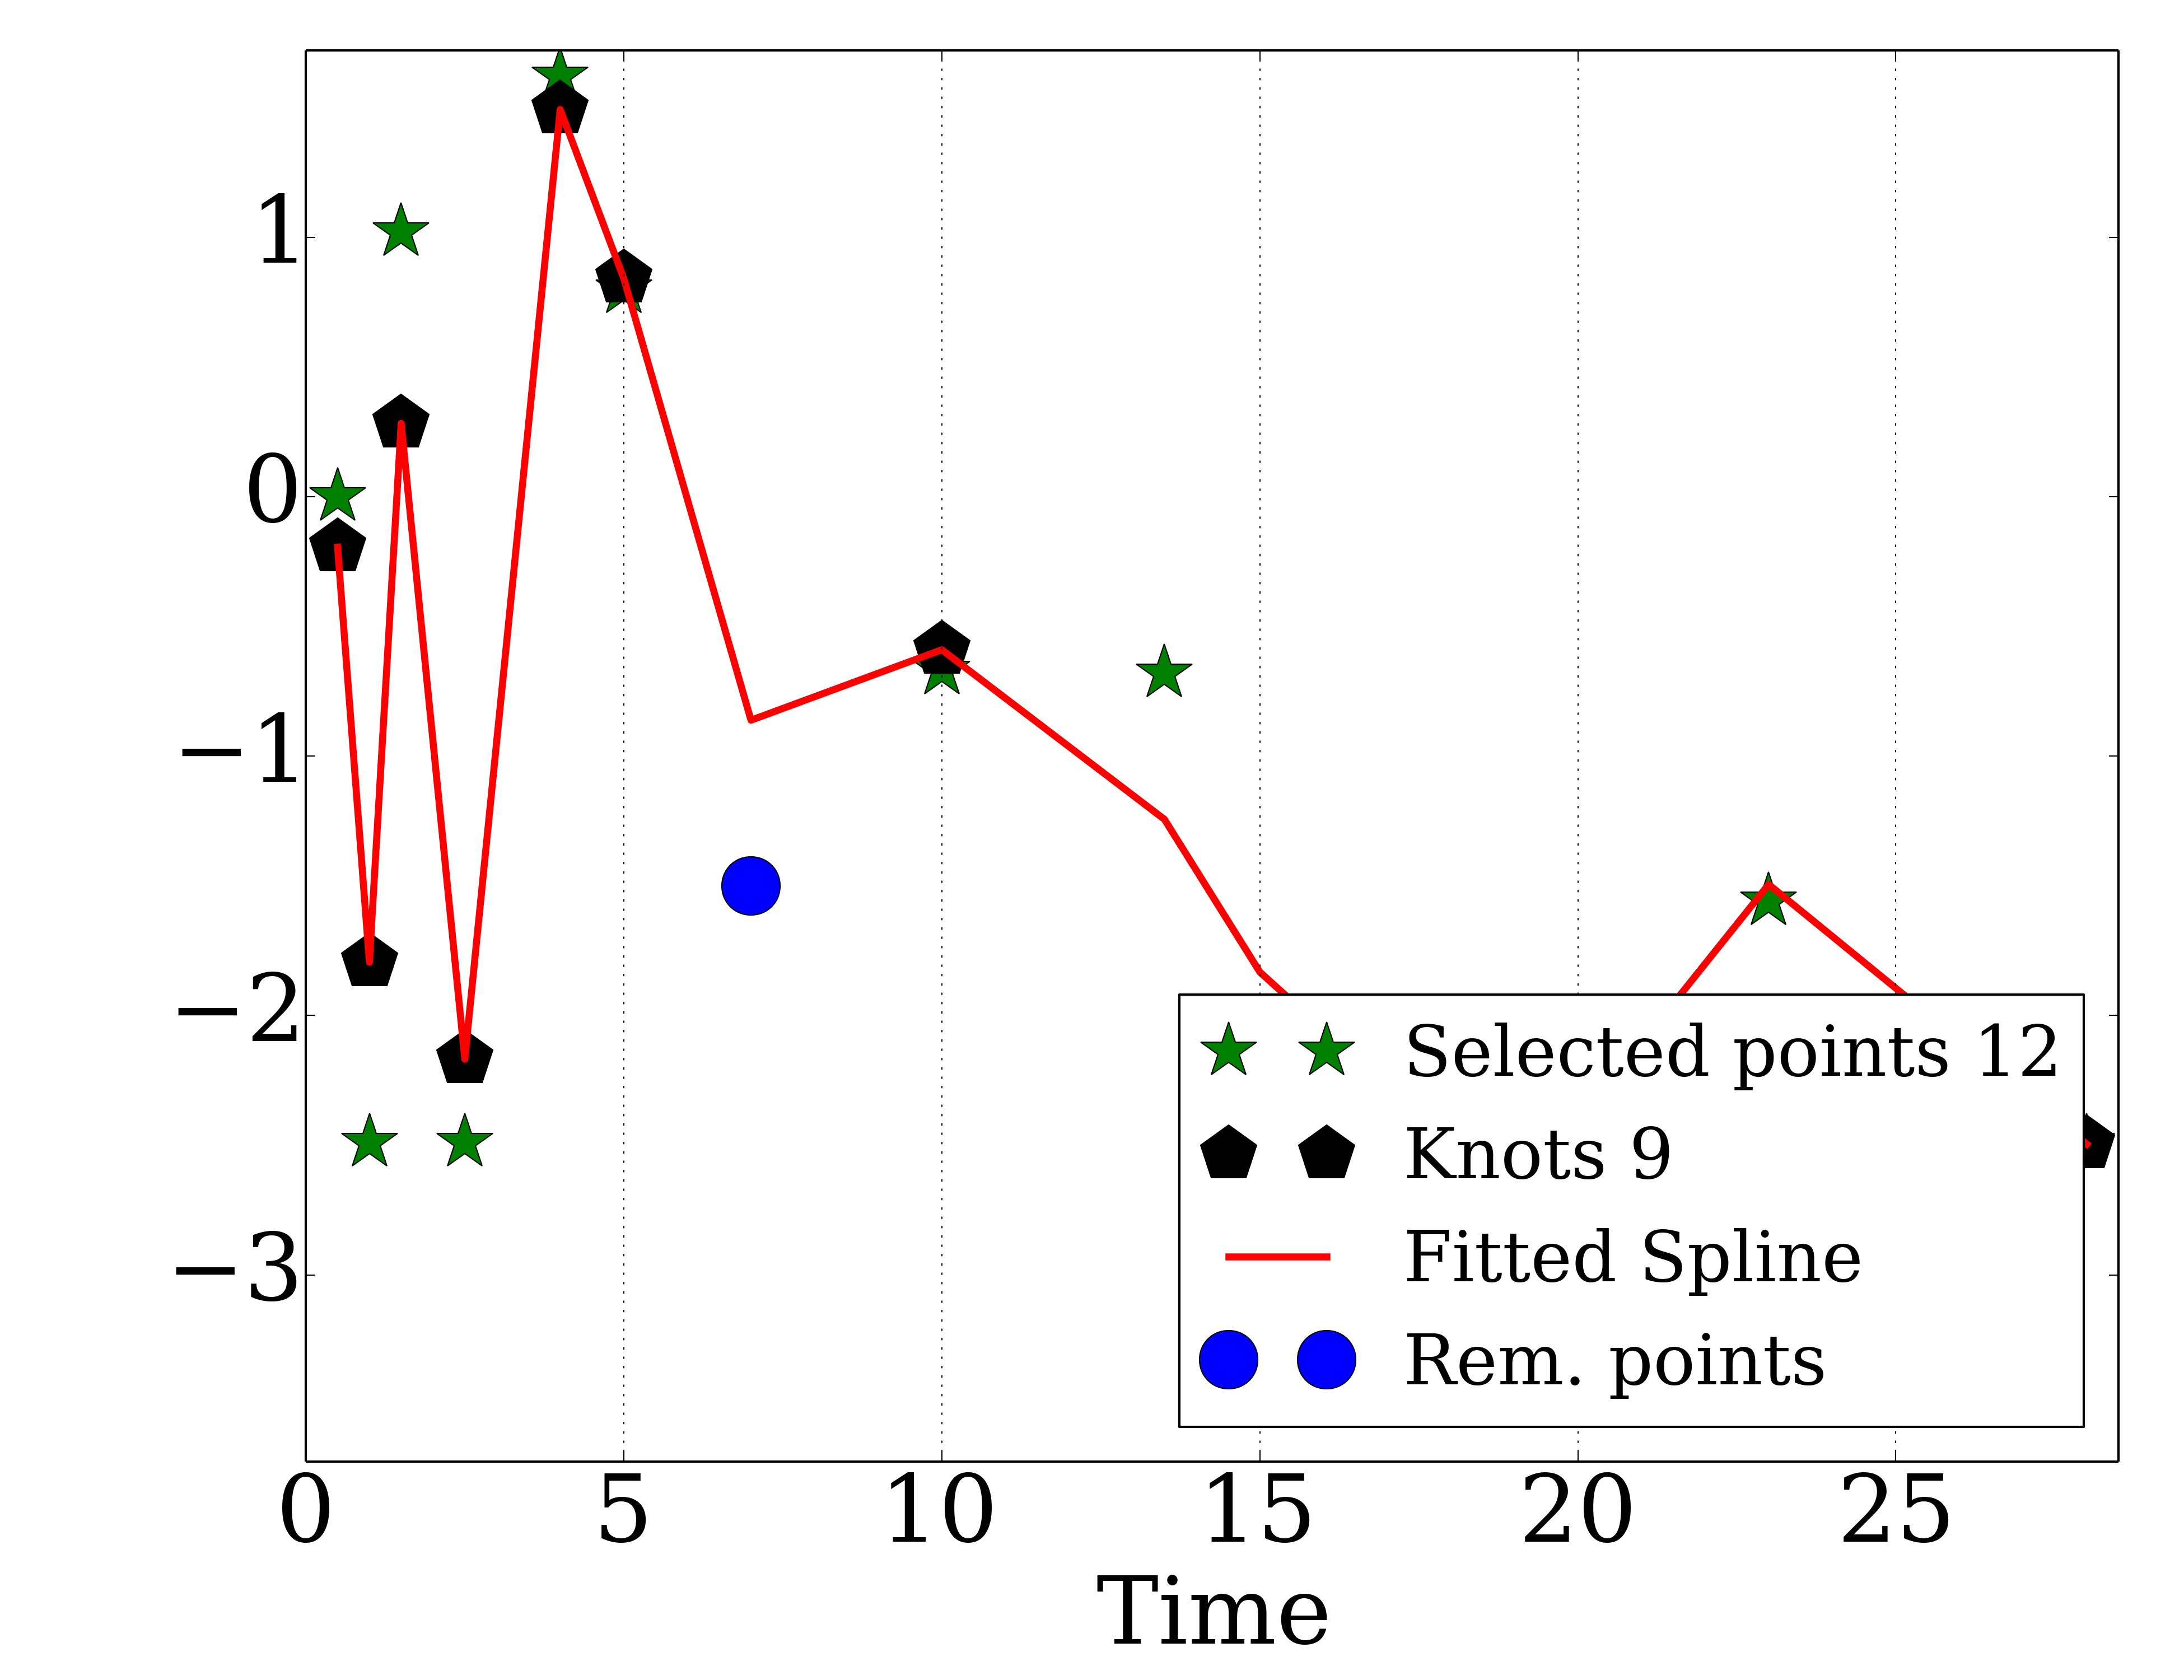 1
0
−1
−2
−3
Selected points 12
Knots 9
Fitted Spline
Rem. points
0 5 10 15 20 25
Time